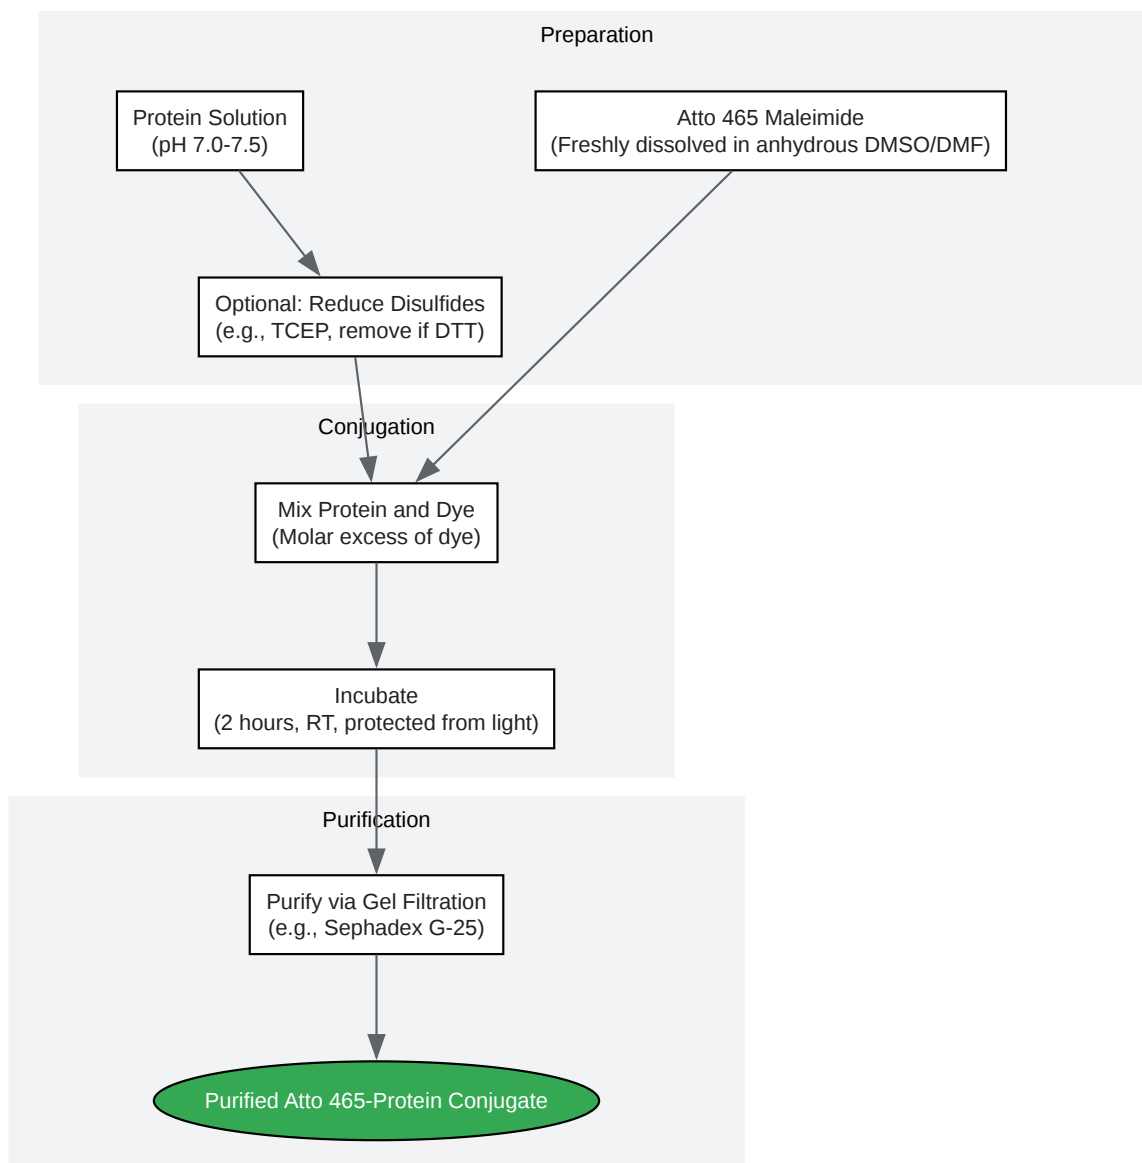 Preparation
Protein Solution
(pH 7.0-7.5)
Atto 465 Maleimide
(Freshly dissolved in anhydrous DMSO/DMF)
Optional: Reduce Disulfides
(e.g., TCEP, remove if DTT)
Conjugation
Mix Protein and Dye
(Molar excess of dye)
Incubate
(2 hours, RT, protected from light)
Purification
Purify via Gel Filtration
(e.g., Sephadex G-25)
Purified Atto 465-Protein Conjugate